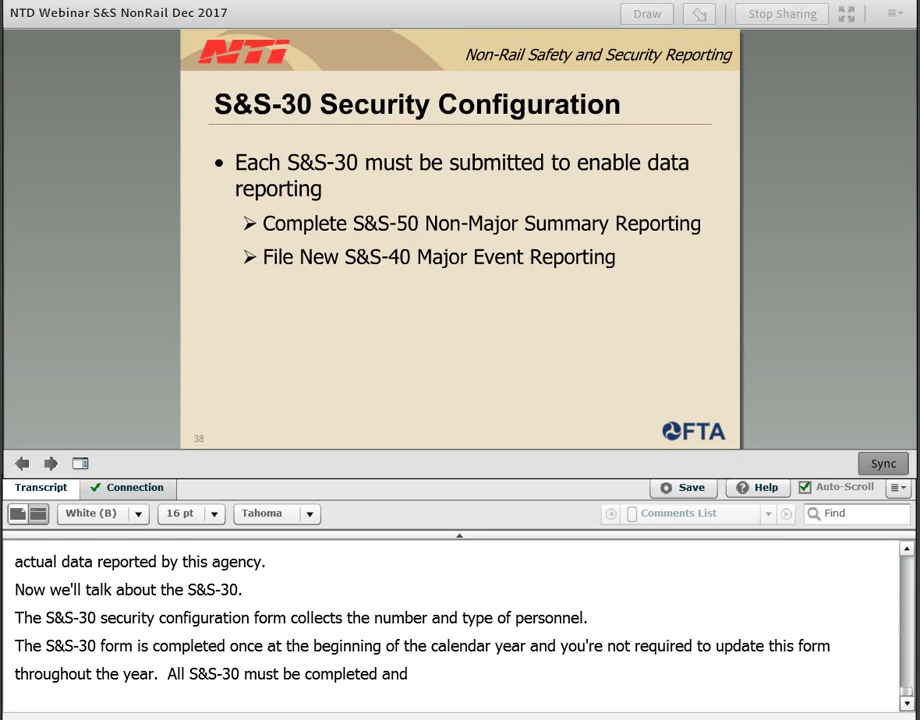 NTD Webinar S&S NonRail Dec 2017
Draw
Stop Sharing
NTI
Non-Rail Safety and Security Reporting
S&S-30 Security Configuration
• Each S&S-30 must be submitted to enable data
reporting
➢ Complete S&S-50 Non-Major Summary Reporting
➢ File New S&S-40 Major Event Reporting
38
FTA
Sync
Transcript
Connection
Save
Help
Auto-Scroll
White (B)
16 pt
Tahoma
Comments List
Find
actual data reported by this agency.
Now we'll talk about the S&S-30.
The S&S-30 security configuration form collects the number and type of personnel.
The S&S-30 form is completed once at the beginning of the calendar year and you're not required to update this form
throughout the year.  All S&S-30 must be completed and